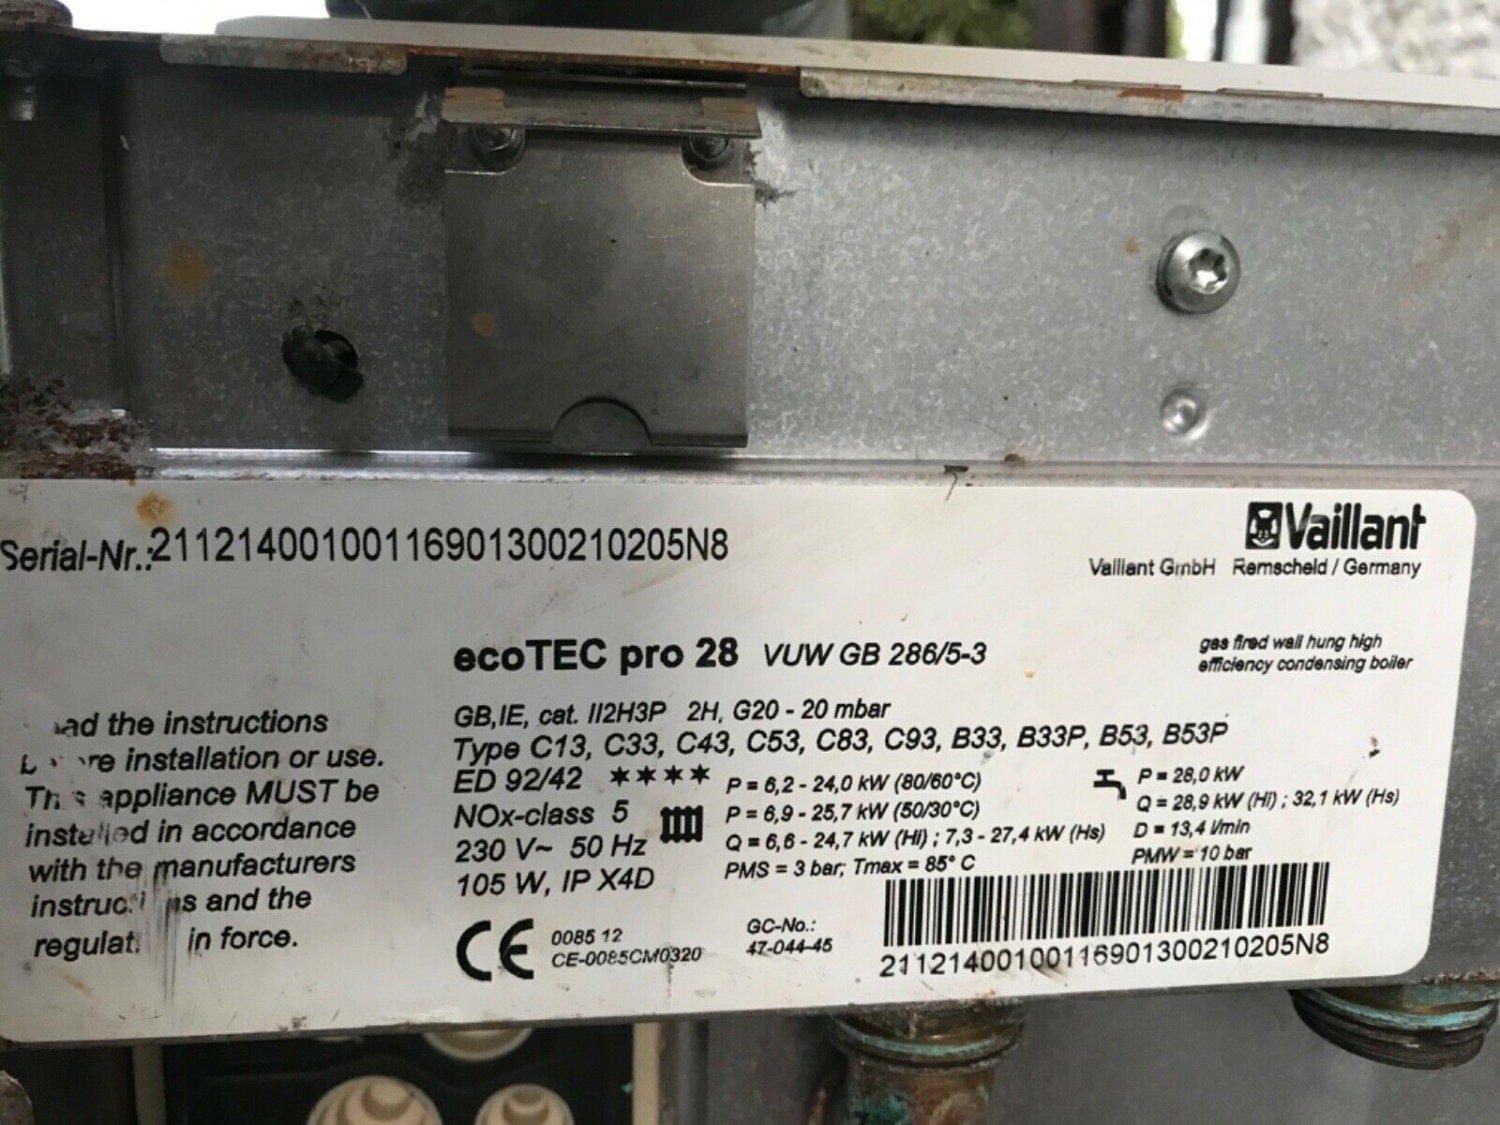 Serial-Nr.:21121400100116901300210205N8
Vaillant
Vaillant GmbH Remscheld / Germany
ecoTEC pro 28 VUW GB 286/5-3
gas fired wall hung high
efficiency condensing boiler
the instructions
installation or use.
appliance MUST be
in accordance
with the manufacturers
and the
in force.
GB,IE, cat. II2H3P 2H, G20 - 20 mbar
Type C13, C33, C43, C53, C83, C93, B33, B33P, B53, B53P
ED 92/42 ★★★★
NOx-class 5
230 V~ 50 Hz
105 W, IP X4D
P = 6,2 - 24,0 kW (80/60°C)
P = 6,9 - 25,7 kW (50/30°C)
Q = 6,6 - 24,7 kW (Hi) ; 7,3 - 27,4 kW (Hs)
PMS = 3 bar; Tmax = 85° C
P = 28,0 kW
Q = 28,9 kW (Hi) ; 32,1 kW (Hs)
D = 13,4 l/min
PMW = 10 bar
CE 0085 12
CE-0085CM0320
GC-No.:
47-044-45
21121400100116901300210205N8